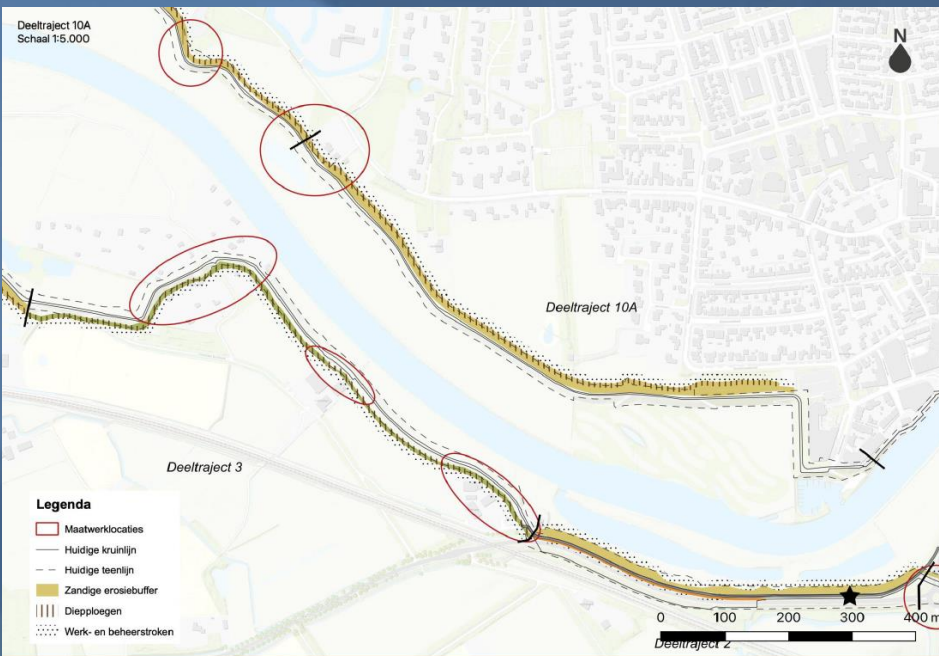 Deeltraject 10A
Schaal 1:5.000
N
Deeltraject 10A
Deeltraject 3
Legenda
Maatwerklocaties
Huidige kruinlijn
Huidige teenlijn
Zandige erosiebuffer
Diepploegen
Werk- en beheerstroken
0 100 200 300 400 m
Deeltraject 2